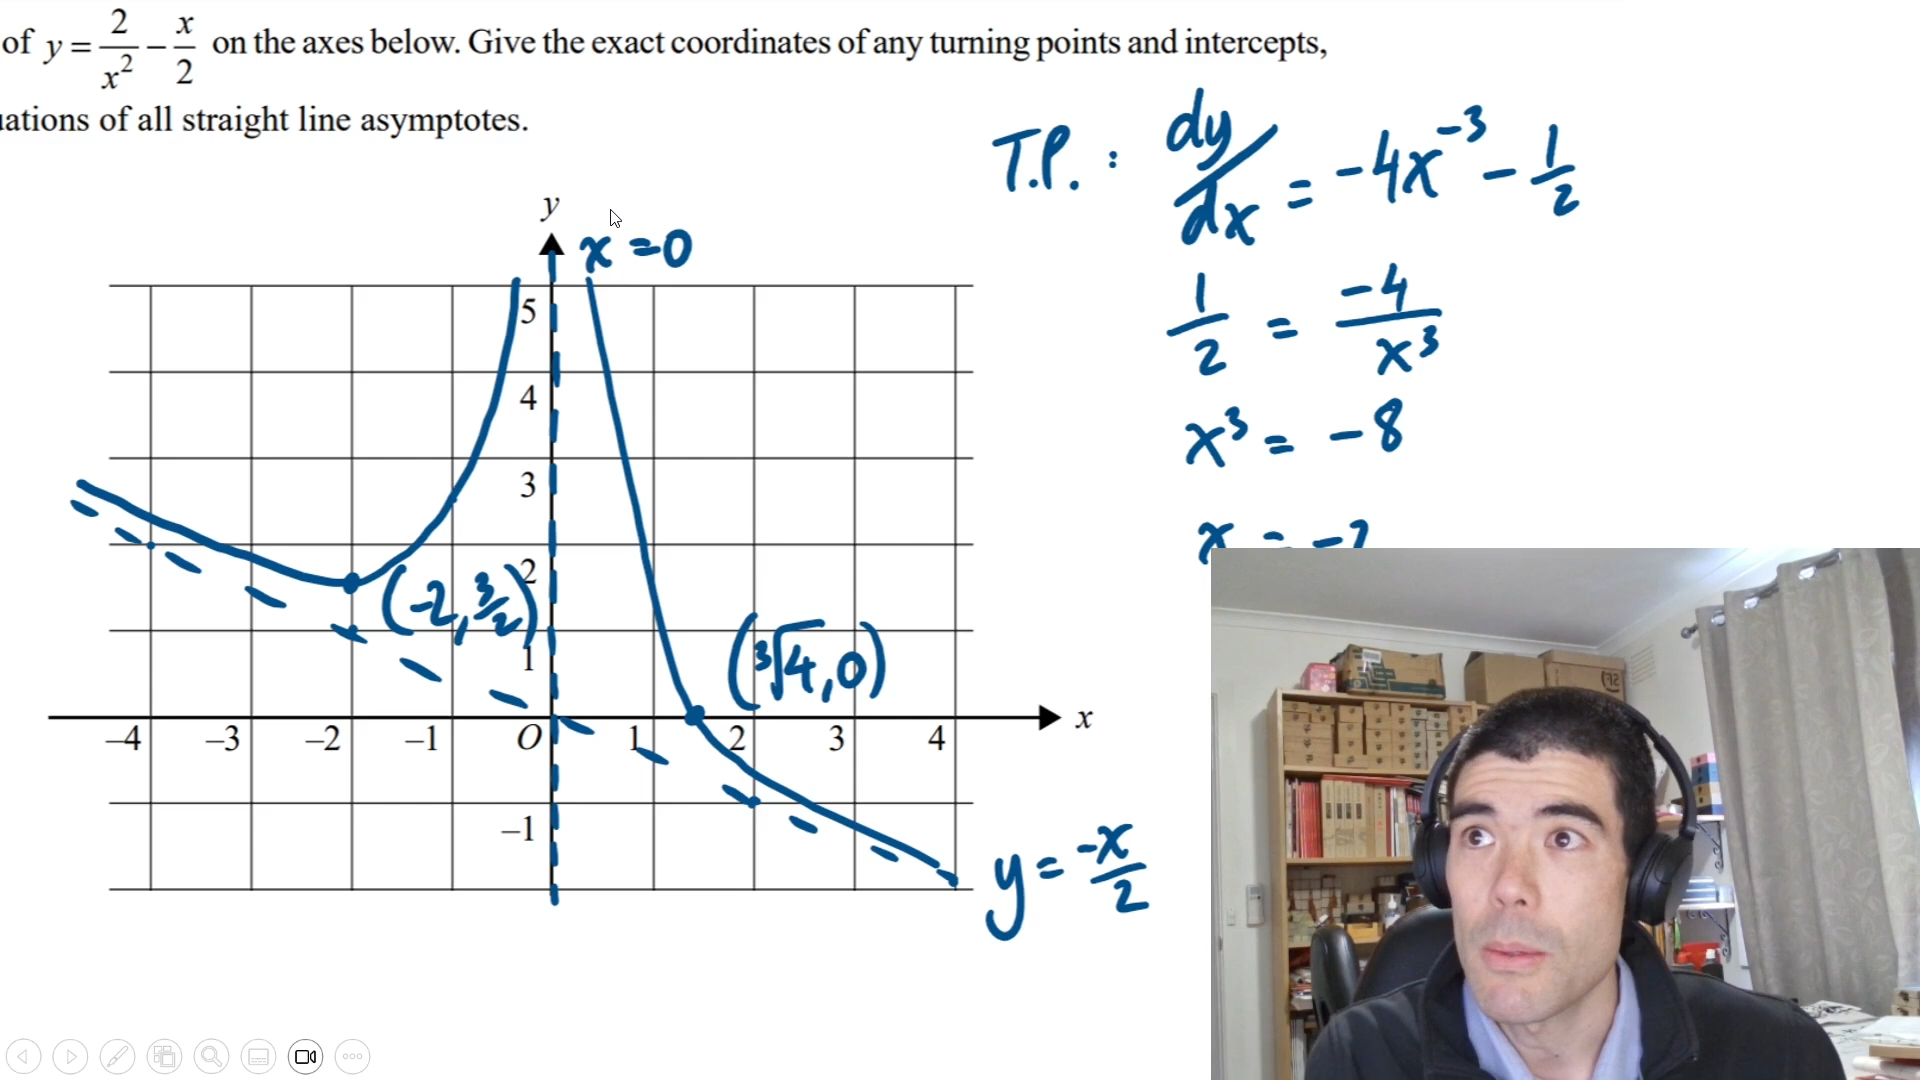 of y = 2/x² − x/2 on the axes below. Give the exact coordinates of any turning points and intercepts,
uations of all straight line asymptotes.
T.P. : dy/dx = -4x⁻³ - 1/2
1/2 = -4/x³
x³ = -8
x = -2
y
x = 0
5
4
3
2
(-2, 3/2)
1
(³√4, 0)
–4 –3 –2 –1 O 1 2 3 4 x
–1
y = -x/2